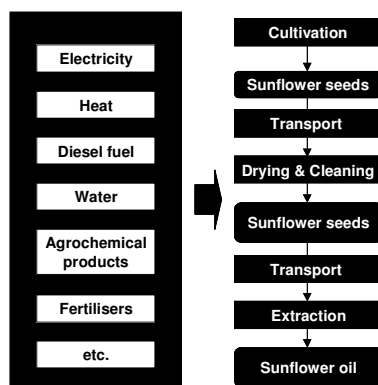 Electricity
Heat
Diesel fuel
Water
Agrochemical
products
Fertilisers
etc.
Cultivation
Sunflower seeds
Transport
Drying & Cleaning
Sunflower seeds
Transport
Extraction
Sunflower oil